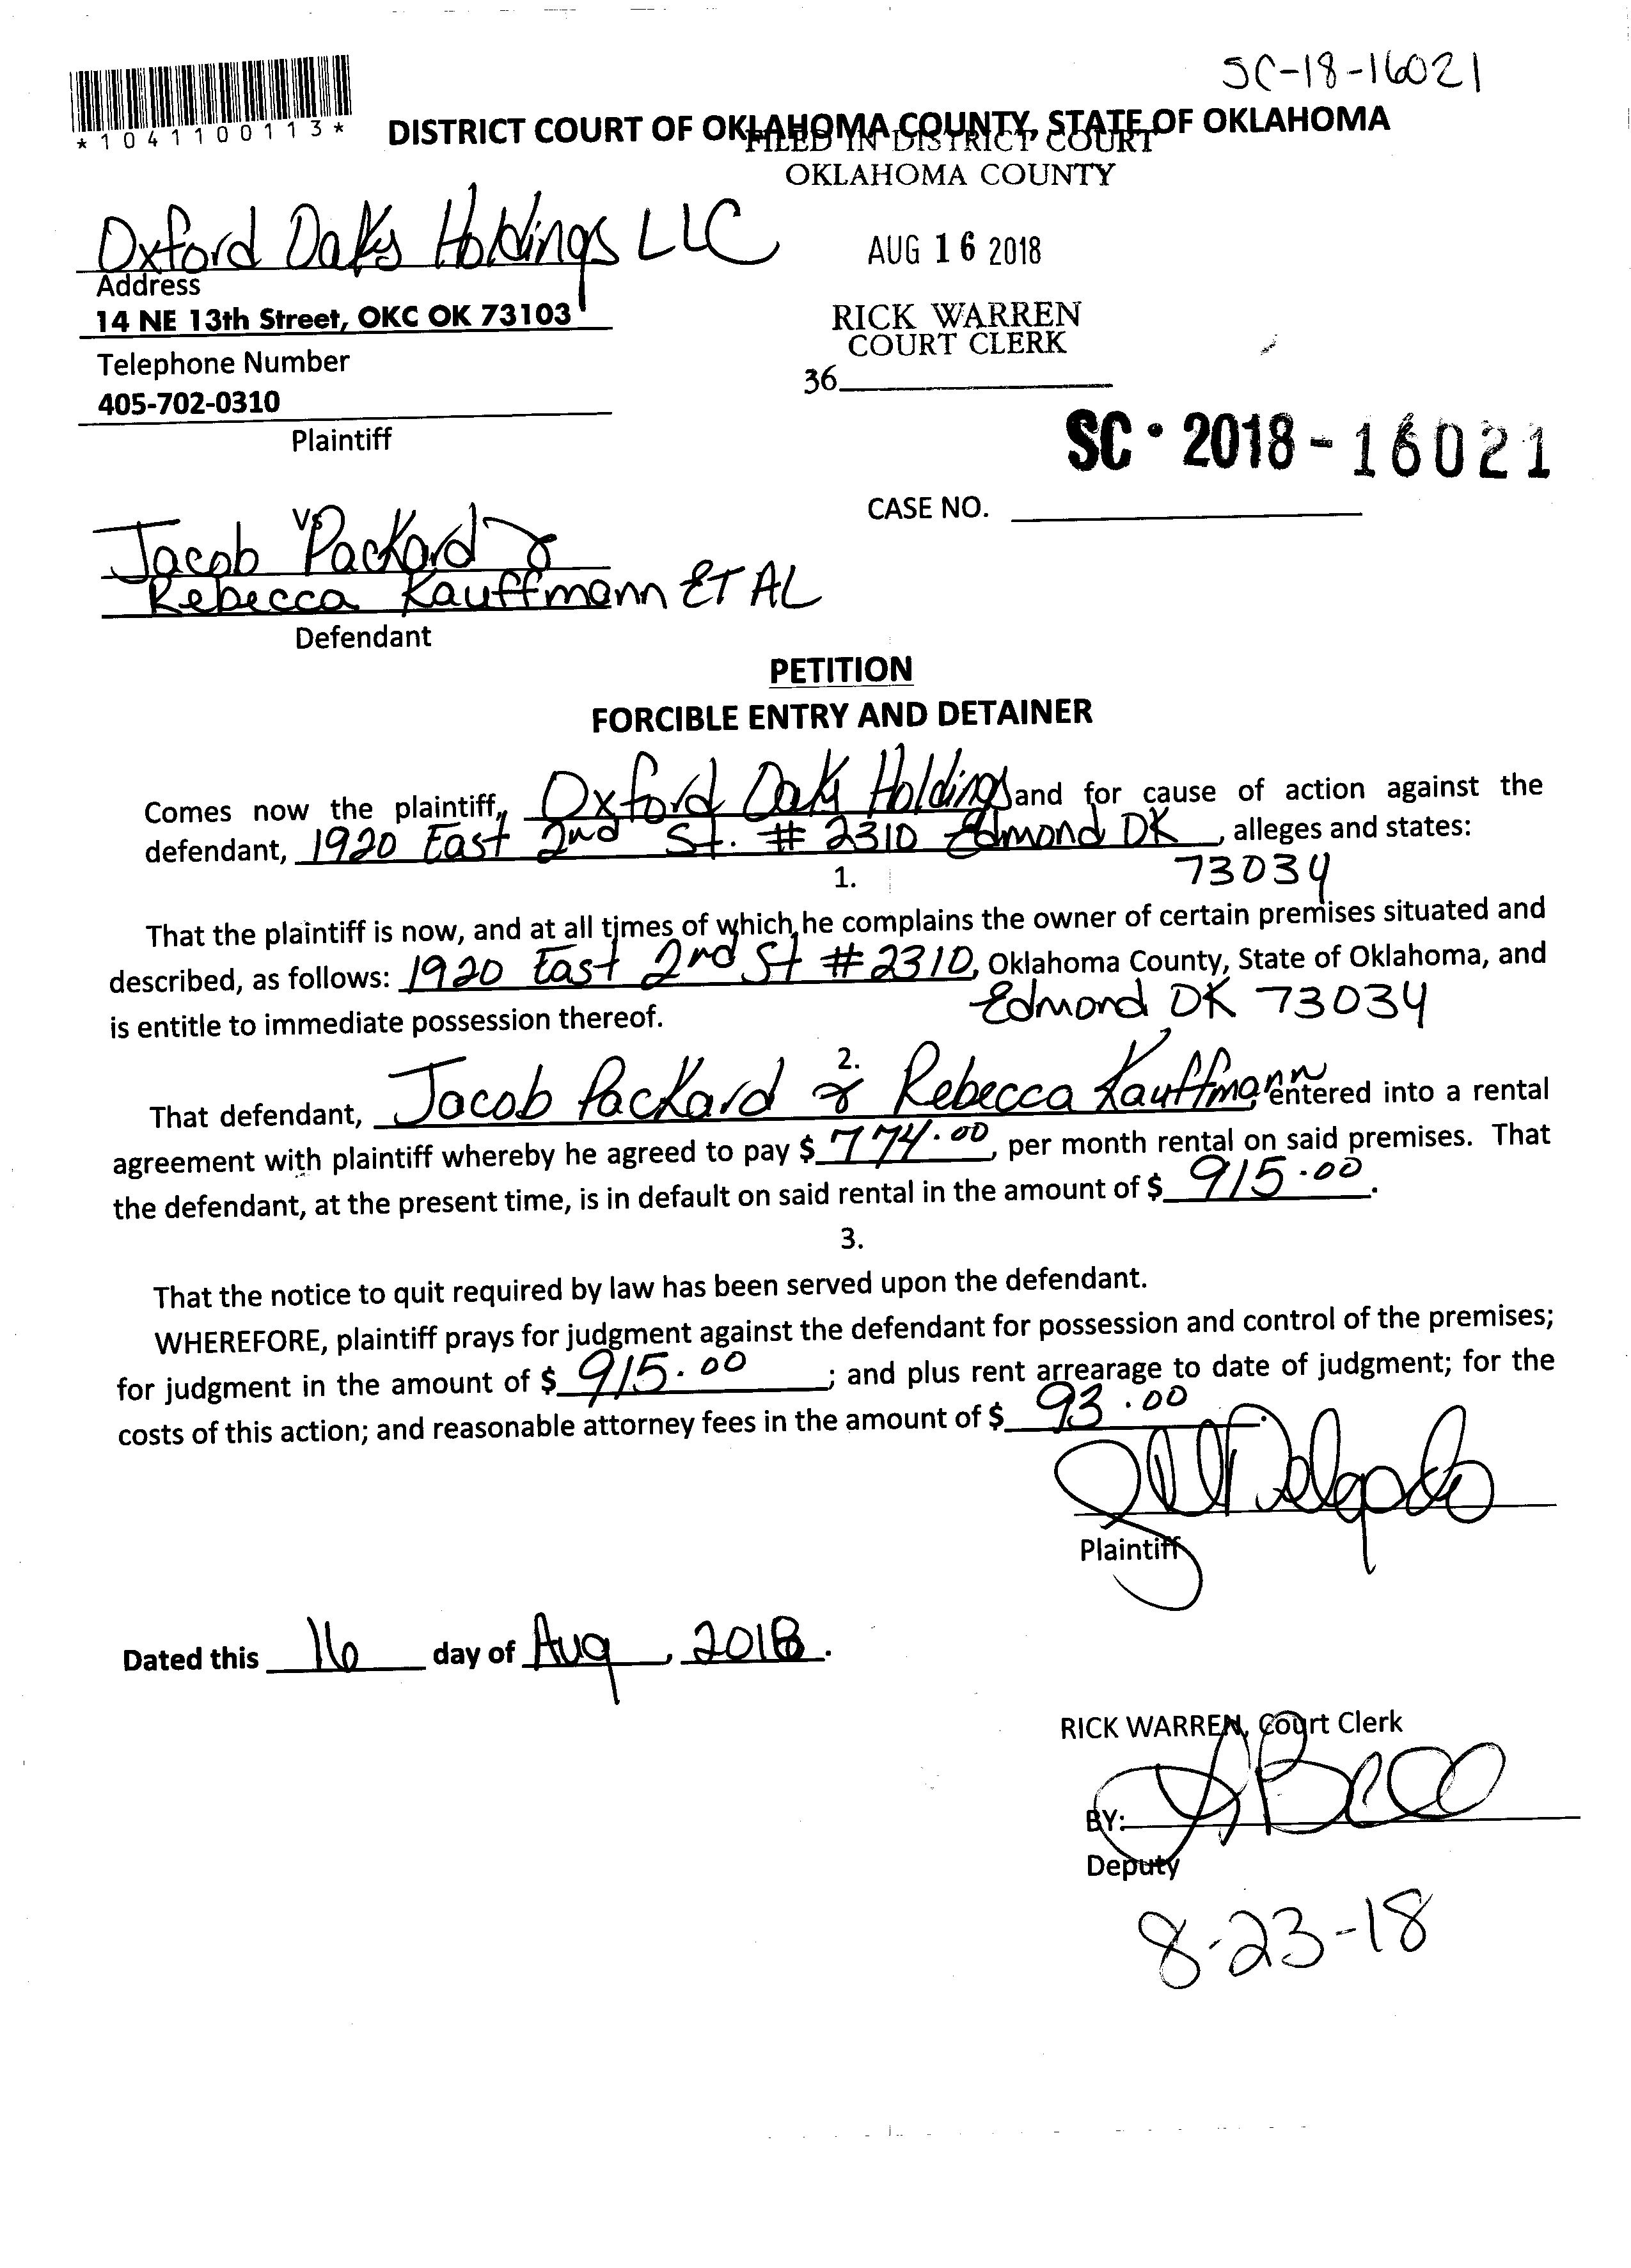 SC-18-16021
*1041100113*
DISTRICT COURT OF OKLAHOMA COUNTY, STATE OF OKLAHOMA
FILED IN DISTRICT COURT
OKLAHOMA COUNTY
Oxford Oaks Holdings LLC
AUG 16 2018
Address
14 NE 13th Street, OKC OK 73103
RICK WARREN
COURT CLERK
Telephone Number
36
405-702-0310
Plaintiff
SC • 2018 - 16021
CASE NO.
Vs
Jacob Packard &
Rebecca Kauffmann ET AL
Defendant
PETITION
FORCIBLE ENTRY AND DETAINER
Comes now the plaintiff, Oxford Oaks Holdings and for cause of action against the
defendant, 1920 East 2nd St. # 2310 Edmond OK, alleges and states:
73034
1.
That the plaintiff is now, and at all times of which he complains the owner of certain premises situated and
described, as follows: 1920 East 2nd St # 2310, Oklahoma County, State of Oklahoma, and
Edmond OK 73034
is entitle to immediate possession thereof.
2.
That defendant, Jacob Packard & Rebecca Kauffmann entered into a rental
agreement with plaintiff whereby he agreed to pay $ 774.00, per month rental on said premises. That
the defendant, at the present time, is in default on said rental in the amount of $ 915.00.
3.
That the notice to quit required by law has been served upon the defendant.
WHEREFORE, plaintiff prays for judgment against the defendant for possession and control of the premises;
for judgment in the amount of $ 915.00; and plus rent arrearage to date of judgment; for the
costs of this action; and reasonable attorney fees in the amount of $ 93.00.
Delgado
Plaintiff
Dated this 16 day of Aug, 2018.
RICK WARREN, Court Clerk
BY:
Deputy
8-23-18